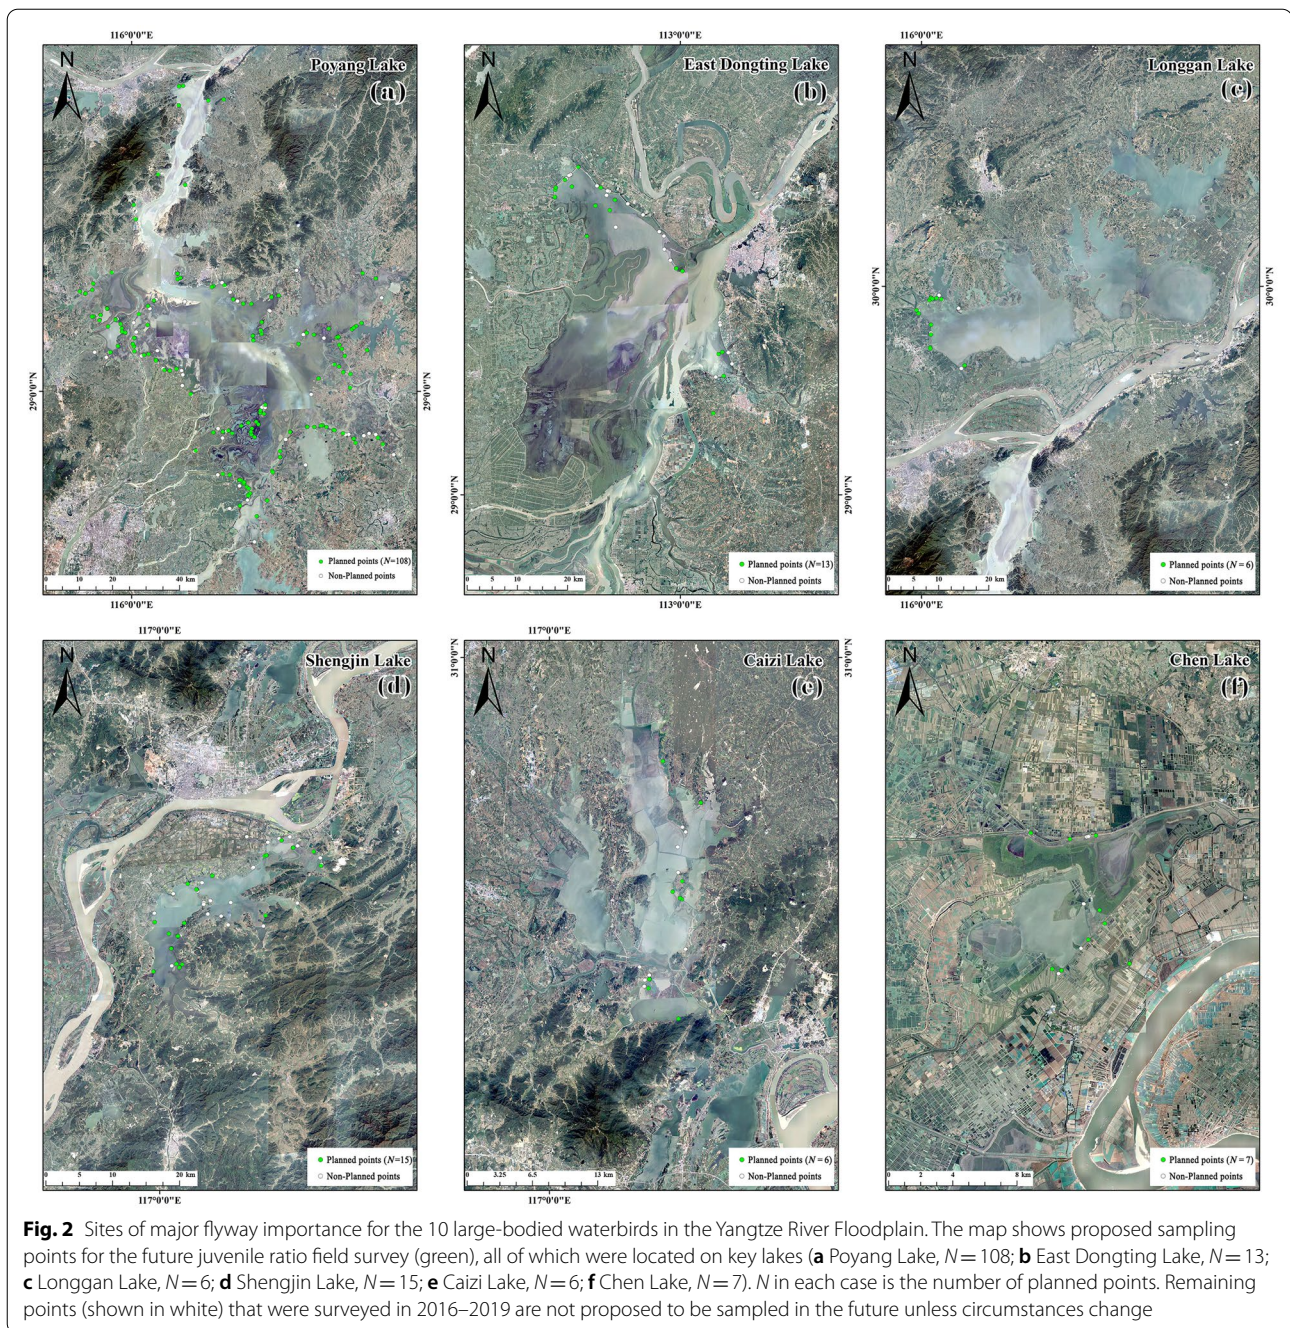 116°0'0"E
N
Poyang Lake
(a)
29°0'0"N
29°0'0"N
Planned points (N=108)
Non-Planned points
0 10 20 40 km
116°0'0"E
113°0'0"E
N
East Dongting Lake
(b)
29°0'0"N
29°0'0"N
Planned points (N=13)
Non-Planned points
0 5 10 20 km
113°0'0"E
116°0'0"E
N
Longgan Lake
(c)
30°0'0"N
30°0'0"N
Planned points (N = 6)
Non-Planned points
0 5 10 20 km
116°0'0"E
117°0'0"E
N
Shengjin Lake
(d)
Planned points (N=15)
Non-Planned points
0 5 10 20 km
117°0'0"E
117°0'0"E
N
Caizi Lake
(e)
31°0'0"N
31°0'0"N
Planned points (N = 6)
Non-Planned points
0 3.25 6.5 13 km
117°0'0"E
N
Chen Lake
(f)
Planned points (N = 7)
Non-Planned points
0 2 4 8 km
Fig. 2 Sites of major flyway importance for the 10 large-bodied waterbirds in the Yangtze River Floodplain. The map shows proposed sampling
points for the future juvenile ratio field survey (green), all of which were located on key lakes (a Poyang Lake, N = 108; b East Dongting Lake, N = 13;
c Longgan Lake, N = 6; d Shengjin Lake, N = 15; e Caizi Lake, N = 6; f Chen Lake, N = 7). N in each case is the number of planned points. Remaining
points (shown in white) that were surveyed in 2016–2019 are not proposed to be sampled in the future unless circumstances change